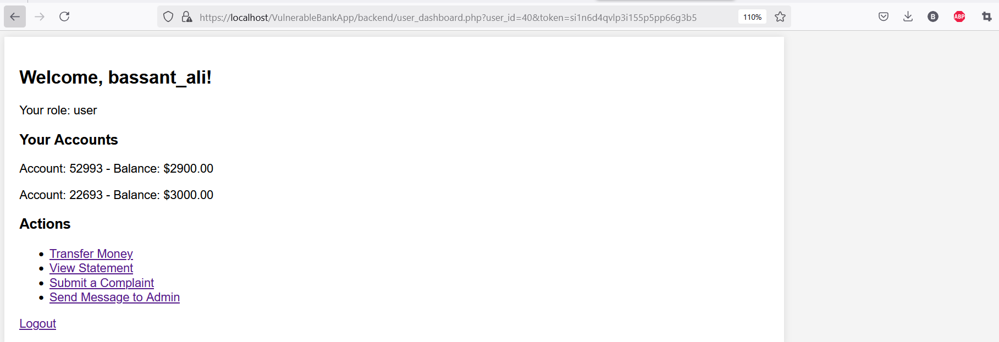 https://localhost/VulnerableBankApp/backend/user_dashboard.php?user_id=40&token=si1n6d4qvlp3i155p5pp66g3b5
110%
B
ABP
Welcome, bassant_ali!
Your role: user
Your Accounts
Account: 52993 - Balance: $2900.00
Account: 22693 - Balance: $3000.00
Actions
Transfer Money
View Statement
Submit a Complaint
Send Message to Admin
Logout